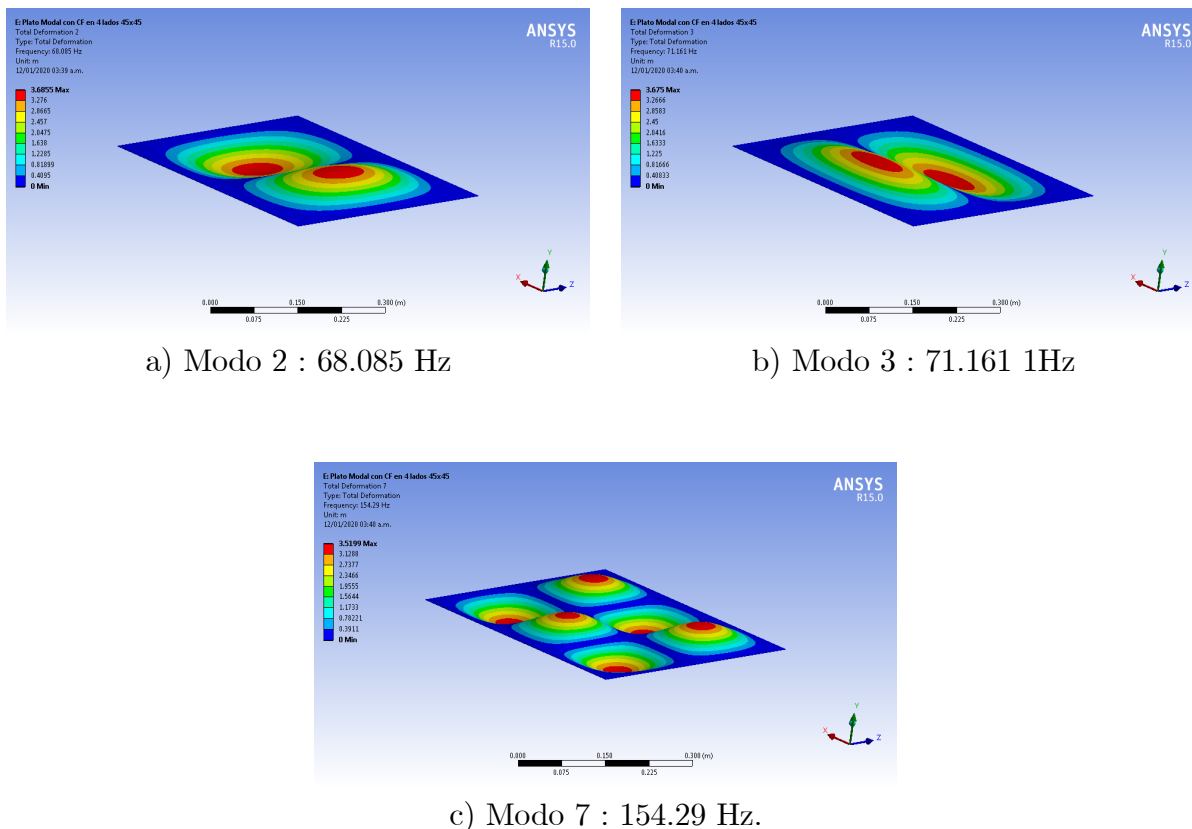 E: Plato Modal con CF en 4 lados 45x45
Total Deformation 2
Type: Total Deformation
Frequency: 68.085 Hz
Unit: m
12/01/2020 03:39 a.m.
3.6855 Max
3.276
2.8665
2.457
2.0475
1.638
1.2285
0.81899
0.4095
0 Min
ANSYS
R15.0
X
Y
Z
0.000
0.150
0.300 (m)
0.075
0.225
a) Modo 2 : 68.085 Hz
E: Plato Modal con CF en 4 lados 45x45
Total Deformation 3
Type: Total Deformation
Frequency: 71.161 Hz
Unit: m
12/01/2020 03:40 a.m.
3.675 Max
3.2666
2.8583
2.45
2.0416
1.6333
1.225
0.81666
0.40833
0 Min
ANSYS
R15.0
X
Y
Z
0.000
0.150
0.300 (m)
0.075
0.225
b) Modo 3 : 71.161 1Hz
E: Plato Modal con CF en 4 lados 45x45
Total Deformation 7
Type: Total Deformation
Frequency: 154.29 Hz
Unit: m
12/01/2020 03:40 a.m.
3.5199 Max
3.1288
2.7377
2.3466
1.9555
1.5644
1.1733
0.78221
0.3911
0 Min
ANSYS
R15.0
X
Y
Z
0.000
0.150
0.300 (m)
0.075
0.225
c) Modo 7 : 154.29 Hz.